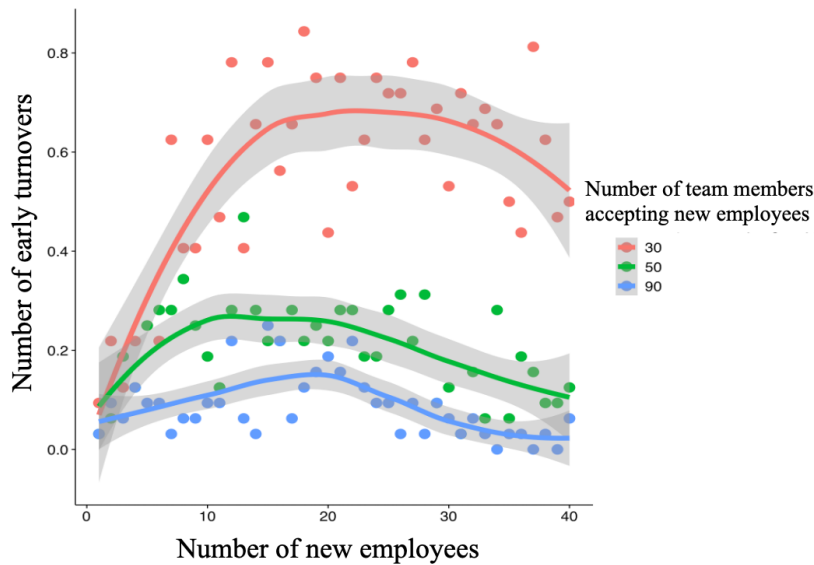 Number of early turnovers
0.8
0.6
0.4
0.2
0.0
0 10 20 30 40
Number of new employees
Number of team members
accepting new employees
30
50
90